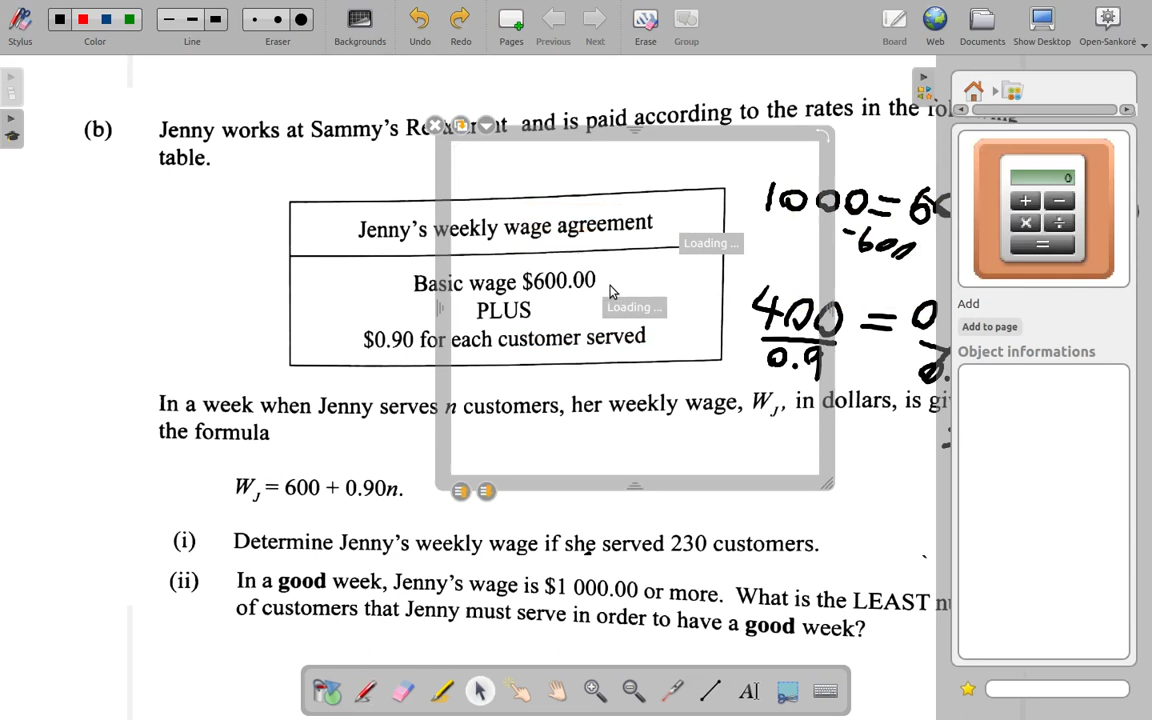 Stylus Color Line Eraser Backgrounds Undo Redo Pages Previous Next Erase Group Board Web Documents Show Desktop Open-Sankoré
(b) Jenny works at Sammy's and is paid according to the rates in the
table.
Jenny's weekly wage agreement
Basic wage $600.00
PLUS
$0.90 for each customer served
1000 =
-600
400 = 0
0.9
Loading ...
Loading ...
In a week when Jenny serves n customers, her weekly wage, WJ, in dollars, is
the formula
WJ = 600 + 0.90n.
(i) Determine Jenny's weekly wage if she served 230 customers.
(ii) In a good week, Jenny's wage is $1 000.00 or more. What is the LEAST
of customers that Jenny must serve in order to have a good week?
0
+ −
× ÷
=
Add
Add to page
Object informations
AI